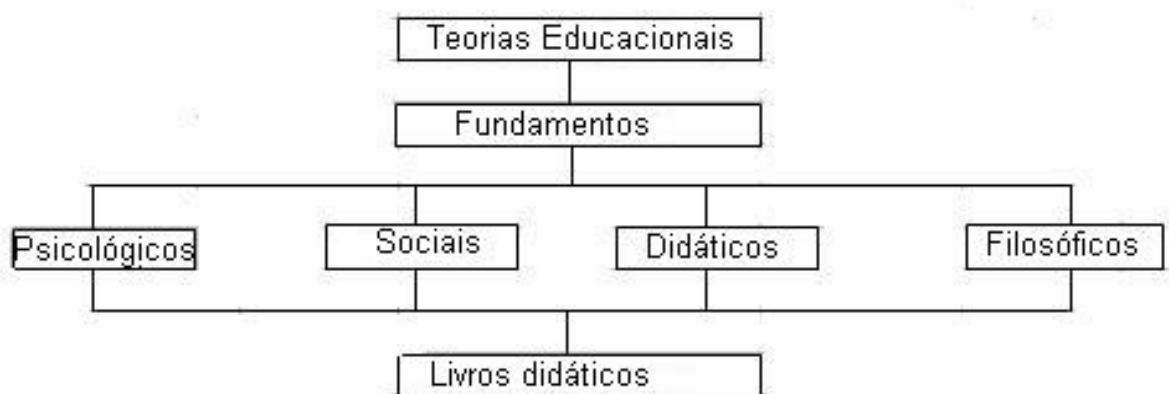 Teorias Educacionais
Fundamentos
Psicológicos
Sociais
Didáticos
Filosóficos
Livros didáticos